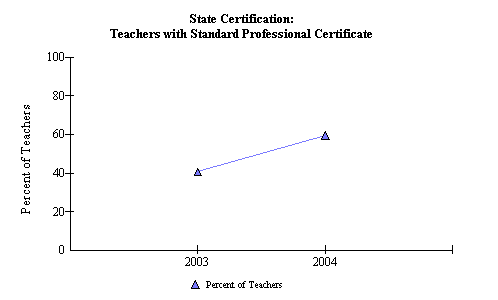 State Certification:
Teachers with Standard Professional Certificate
100
80
60
40
20
0
Percent of Teachers
2003
2004
Percent of Teachers